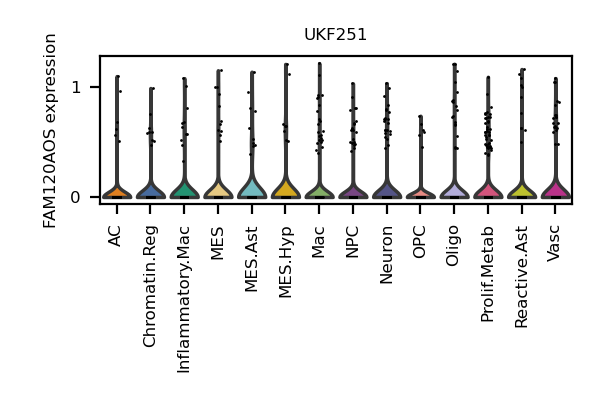 UKF251
FAM120AOS expression
1
0
AC
Chromatin.Reg
Inflammatory.Mac
MES
MES.Ast
MES.Hyp
Mac
NPC
Neuron
OPC
Oligo
Prolif.Metab
Reactive.Ast
Vasc